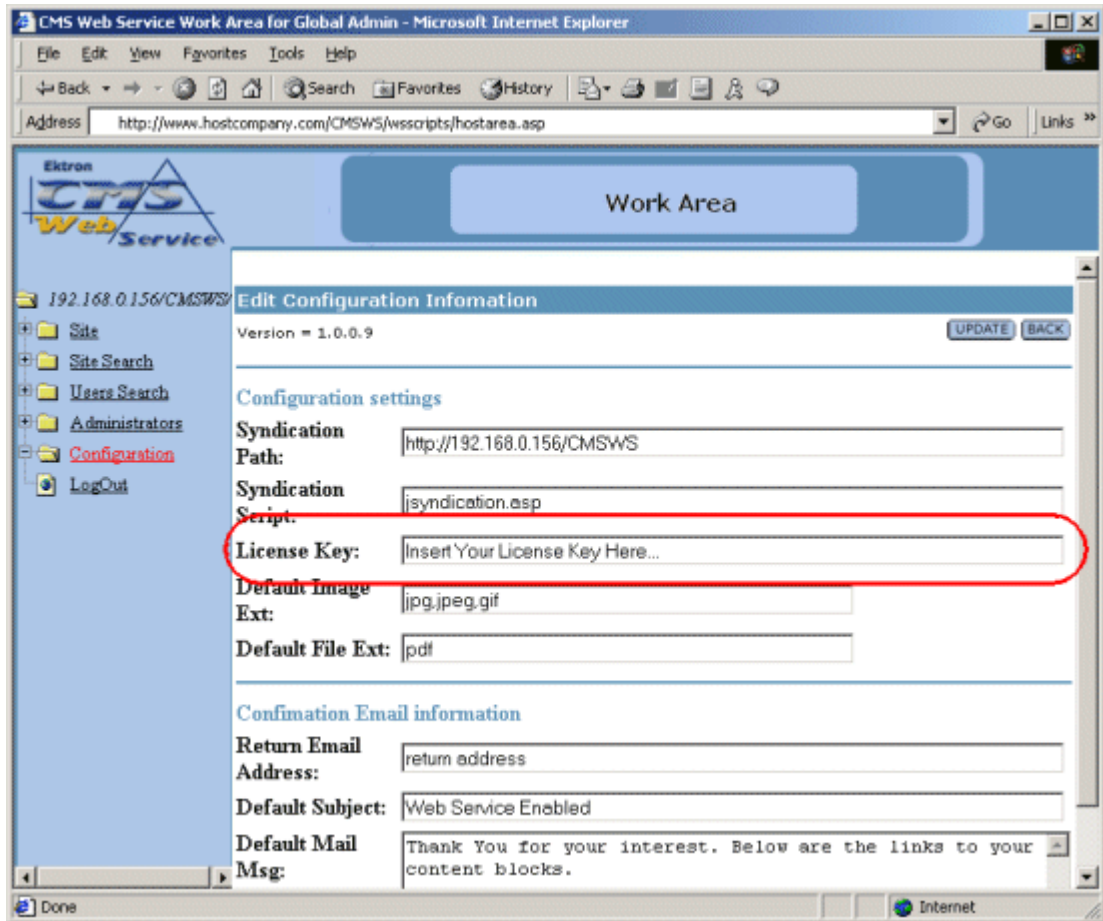 CMS Web Service Work Area for Global Admin - Microsoft Internet Explorer
File Edit View Favorites Tools Help
Back Search Favorites History
Address http://www.hostcompany.com/CMSWS/wsscripts/hostarea.asp Go Links »
Ektron
CMS
Web
Service
Work Area
192.168.0.156/CMSWS/
Site
Site Search
Users Search
Administrators
Configuration
LogOut
Edit Configuration Infomation
Version = 1.0.0.9 UPDATE BACK
Configuration settings
Syndication
Path: http://192.168.0.156/CMSWS
Syndication
Script: jsyndication.asp
License Key: Insert Your License Key Here...
Default Image
Ext: jpg,jpeg,gif
Default File Ext: pdf
Confimation Email information
Return Email
Address: return address
Default Subject: Web Service Enabled
Default Mail
Msg: Thank You for your interest. Below are the links to your
content blocks.
Done Internet